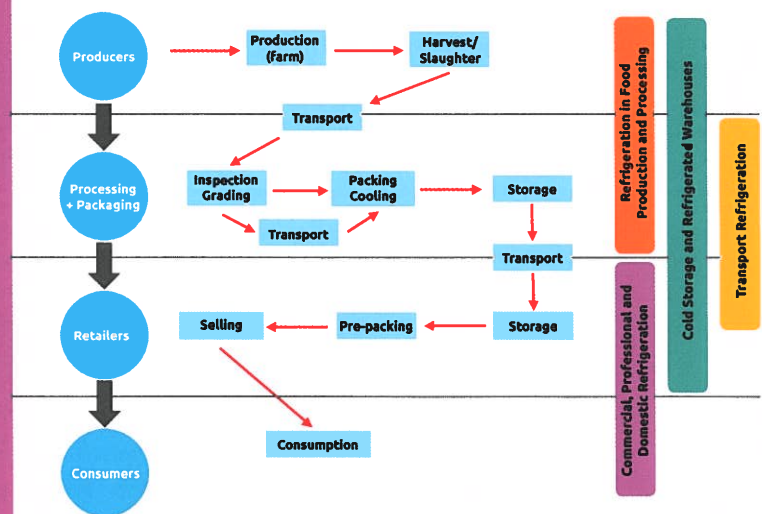 Producers
Production
(farm)
Harvest/
Slaughter
Transport
Processing
+ Packaging
Inspection
Grading
Packing
Cooling
Storage
Transport
Transport
Retailers
Selling
Pre-packing
Storage
Consumers
Consumption
Refrigeration in Food
Production and Processing
Commercial, Professional and
Domestic Refrigeration
Cold Storage and Refrigerated Warehouses
Transport Refrigeration